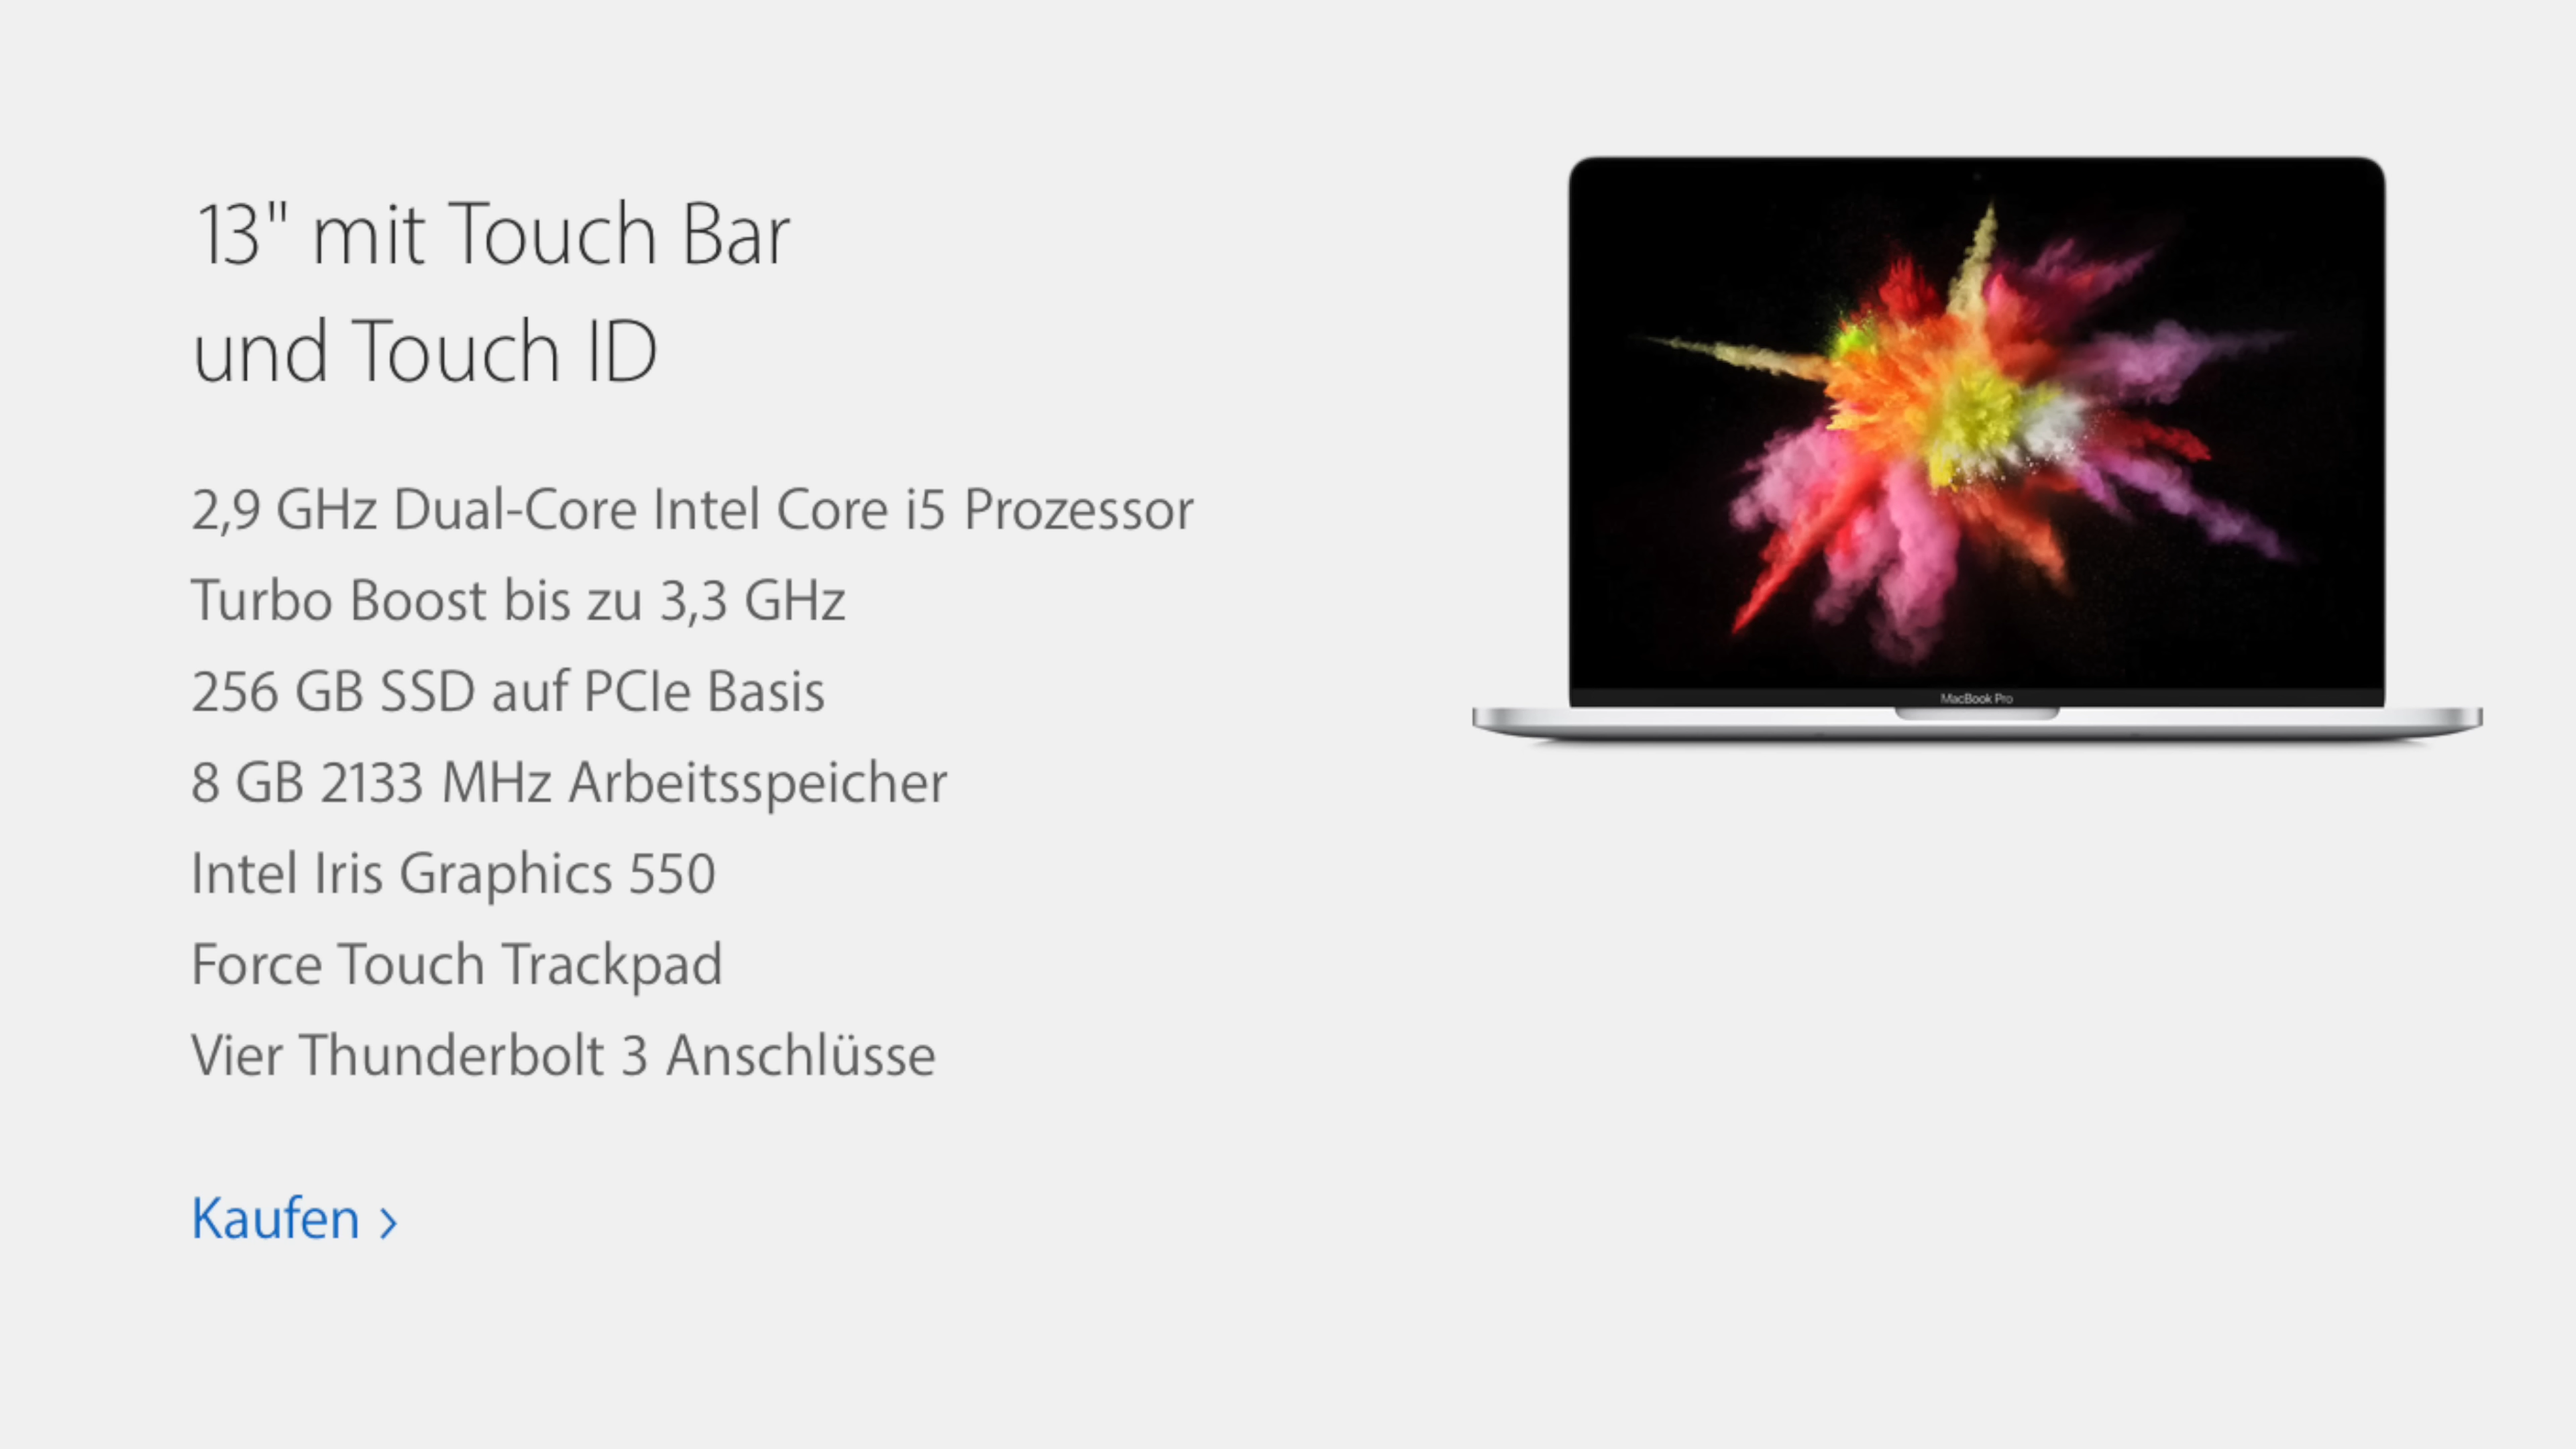 13" mit Touch Bar
und Touch ID
2,9 GHz Dual-Core Intel Core i5 Prozessor
Turbo Boost bis zu 3,3 GHz
256 GB SSD auf PCIe Basis
8 GB 2133 MHz Arbeitsspeicher
Intel Iris Graphics 550
Force Touch Trackpad
Vier Thunderbolt 3 Anschlüsse
Kaufen >
MacBook Pro